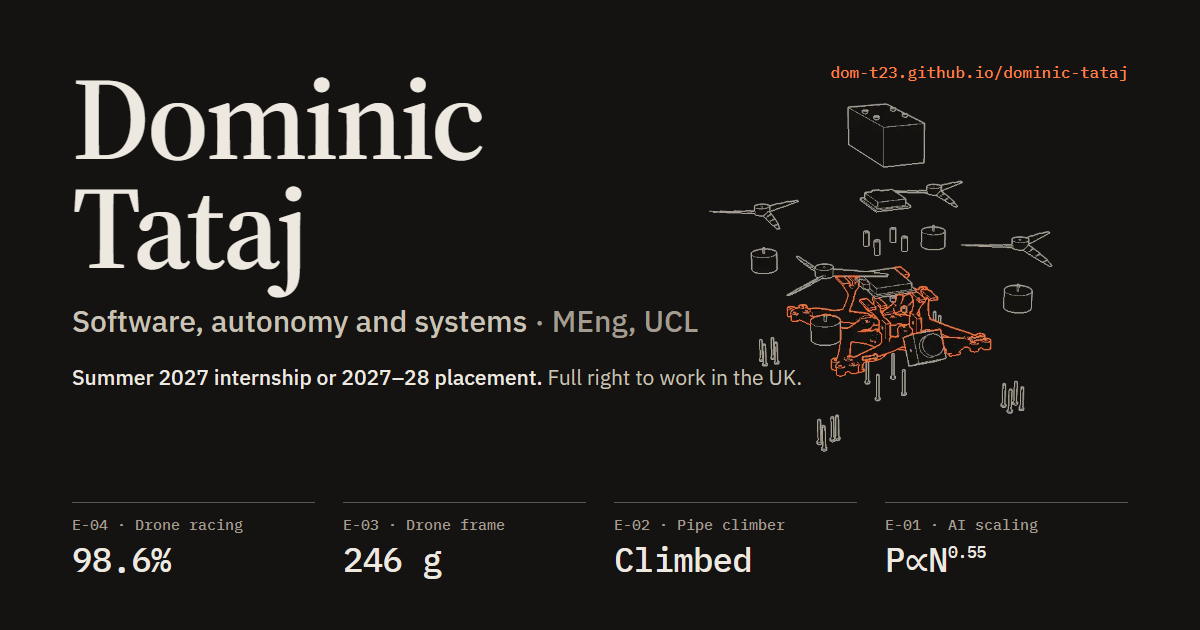 dom-t23.github.io/dominic-tataj
Dominic
Tataj
Software, autonomy and systems · MEng, UCL
Summer 2027 internship or 2027–28 placement. Full right to work in the UK.
E-04 · Drone racing
98.6%
E-03 · Drone frame
246 g
E-02 · Pipe climber
Climbed
E-01 · AI scaling
P∝N^0.55